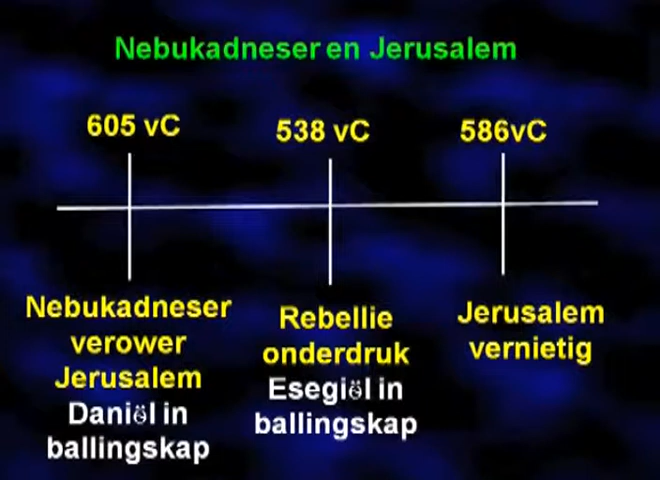 Nebukadneser en Jerusalem
605 vC
538 vC
586vC
Nebukadneser
verower
Jerusalem
Daniël in
ballingskap
Rebellie
onderdruk
Esegiël in
ballingskap
Jerusalem
vernietig